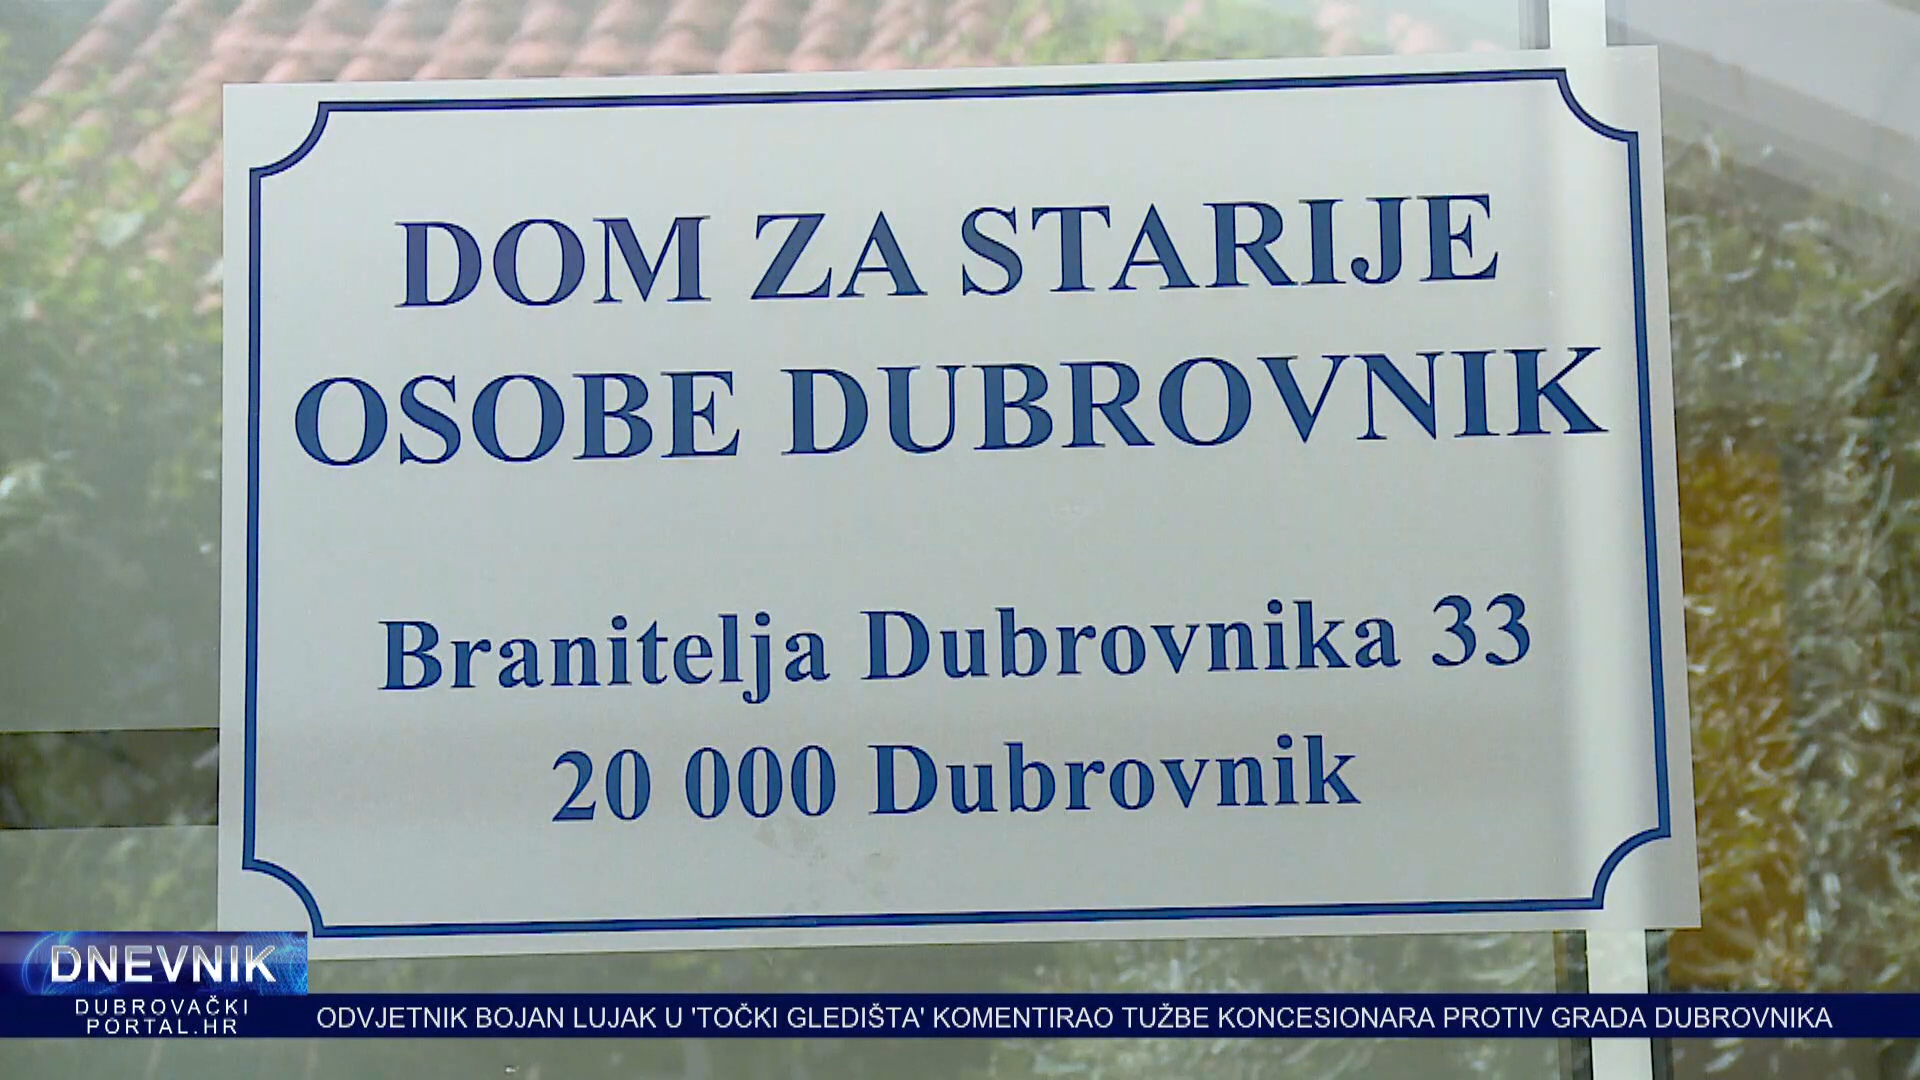 DOM ZA STARIJE
OSOBE DUBROVNIK
Branitelja Dubrovnika 33
20 000 Dubrovnik
DNEVNIK
DUBROVAČKI
PORTAL.HR
ODVJETNIK BOJAN LUJAK U 'TOČKI GLEDIŠTA' KOMENTIRAO TUŽBE KONCESIONARA PROTIV GRADA DUBROVNIKA